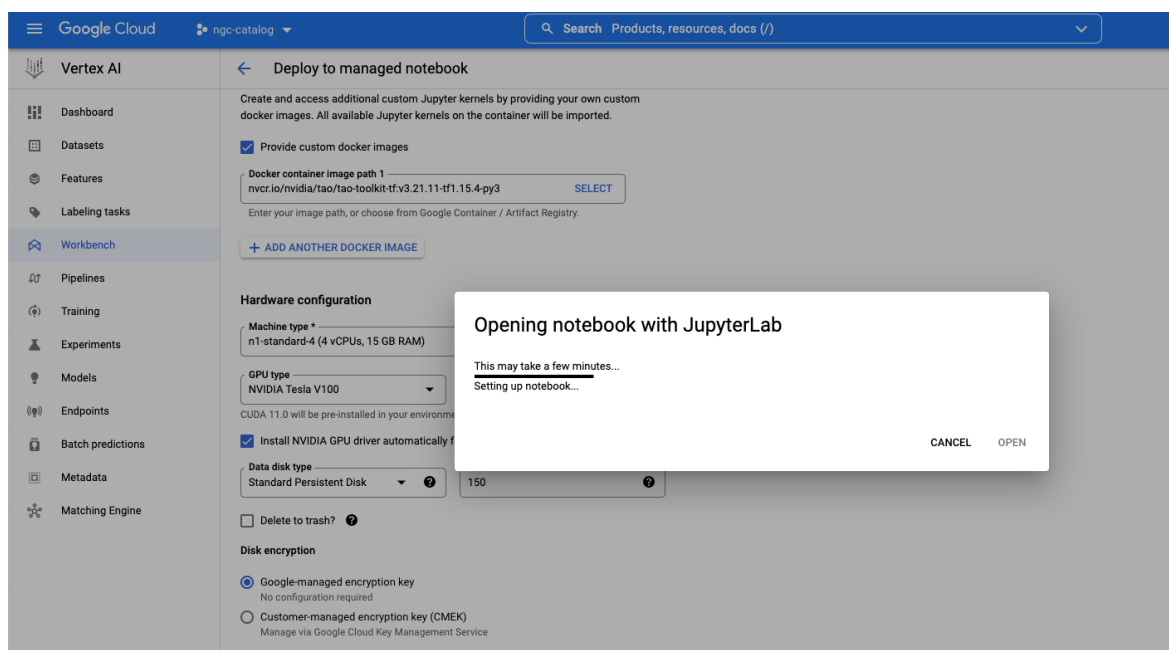 Google Cloud
ngc-catalog
Search Products, resources, docs (/)
Vertex AI
Deploy to managed notebook
Dashboard
Datasets
Features
Labeling tasks
Workbench
Pipelines
Training
Experiments
Models
Endpoints
Batch predictions
Metadata
Matching Engine
Create and access additional custom Jupyter kernels by providing your own custom
docker images. All available Jupyter kernels on the container will be imported.
Provide custom docker images
Docker container image path 1
nvcr.io/nvidia/tao/tao-toolkit-tf:v3.21.11-tf1.15.4-py3
SELECT
Enter your image path, or choose from Google Container / Artifact Registry.
+ ADD ANOTHER DOCKER IMAGE
Hardware configuration
Machine type *
n1-standard-4 (4 vCPUs, 15 GB RAM)
GPU type
NVIDIA Tesla V100
CUDA 11.0 will be pre-installed in your environme
Install NVIDIA GPU driver automatically f
Data disk type
Standard Persistent Disk
150
Delete to trash?
Disk encryption
Google-managed encryption key
No configuration required
Customer-managed encryption key (CMEK)
Manage via Google Cloud Key Management Service
Opening notebook with JupyterLab
This may take a few minutes...
Setting up notebook...
CANCEL
OPEN